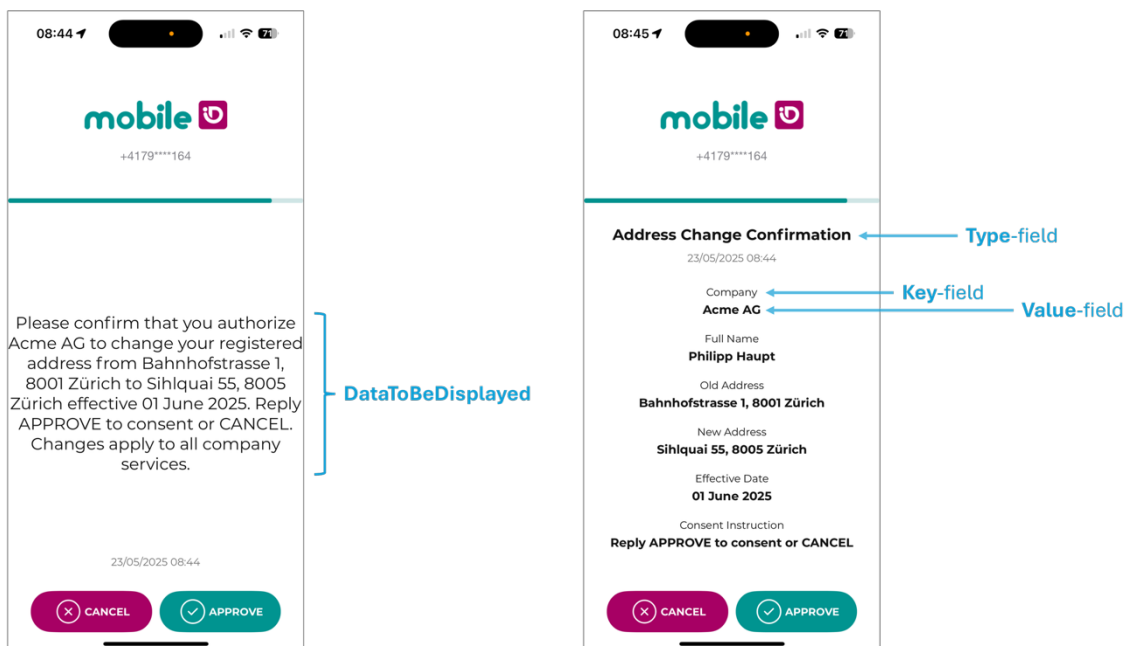 08:44
71
mobile iD
+4179****164
Please confirm that you authorize
Acme AG to change your registered
address from Bahnhofstrasse 1,
8001 Zürich to Sihlquai 55, 8005
Zürich effective 01 June 2025. Reply
APPROVE to consent or CANCEL.
Changes apply to all company
services.
DataToBeDisplayed
23/05/2025 08:44
CANCEL
APPROVE
08:45
71
mobile iD
+4179****164
Address Change Confirmation
Type-field
23/05/2025 08:44
Company
Key-field
Acme AG
Value-field
Full Name
Philipp Haupt
Old Address
Bahnhofstrasse 1, 8001 Zürich
New Address
Sihlquai 55, 8005 Zürich
Effective Date
01 June 2025
Consent Instruction
Reply APPROVE to consent or CANCEL
CANCEL
APPROVE